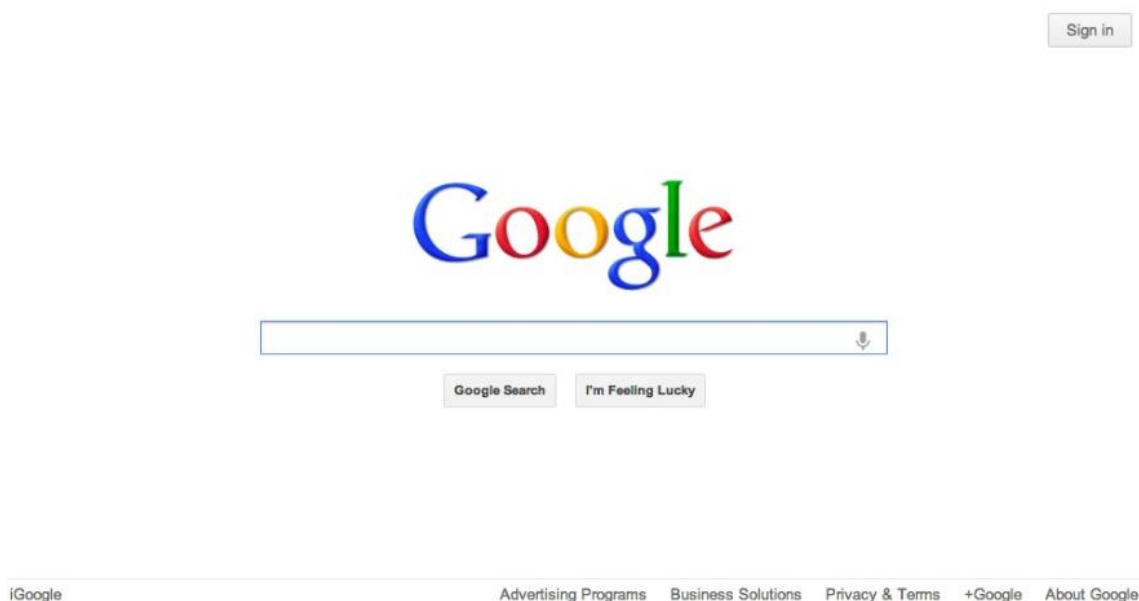 Sign in
Google
Google Search I'm Feeling Lucky
iGoogle Advertising Programs Business Solutions Privacy & Terms +Google About Google